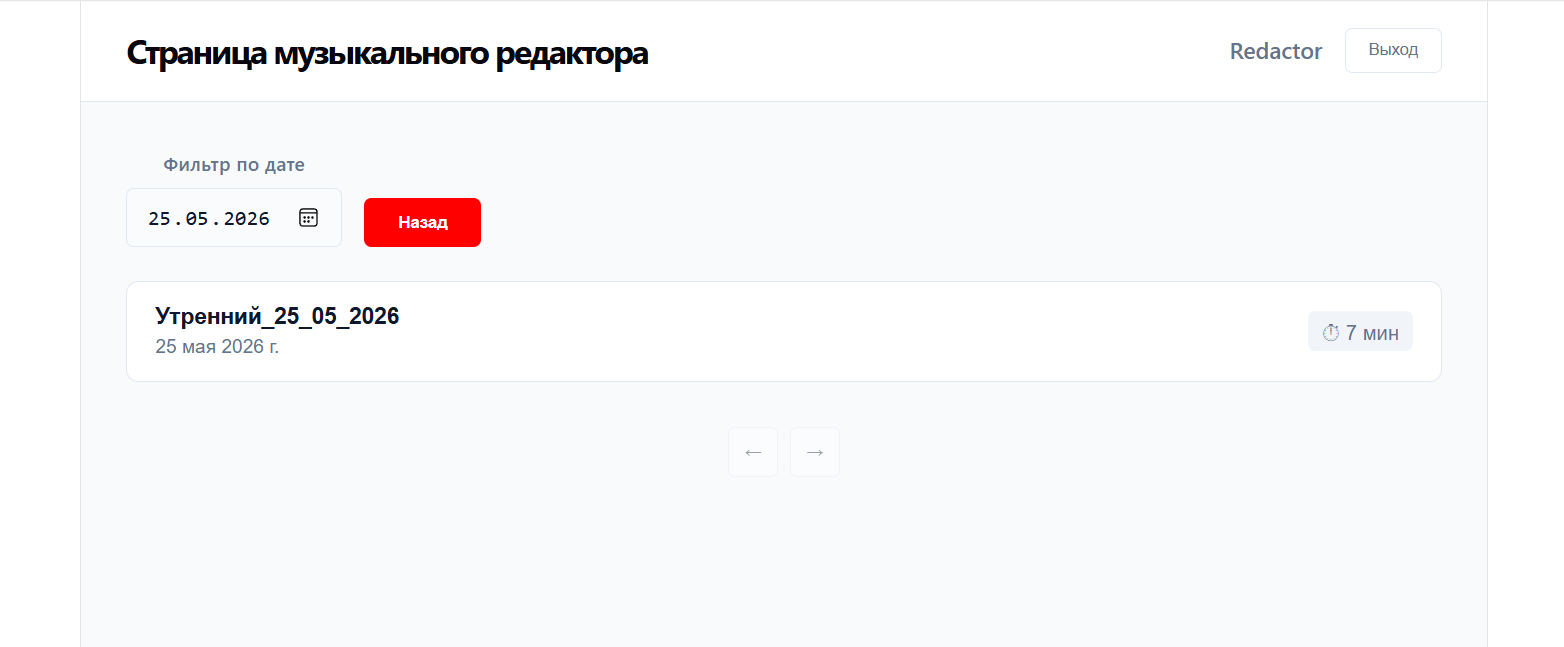 Страница музыкального редактора
Redactor
Выход
Фильтр по дате
25.05.2026
Назад
Утренний_25_05_2026
25 мая 2026 г.
⏱ 7 мин
← →